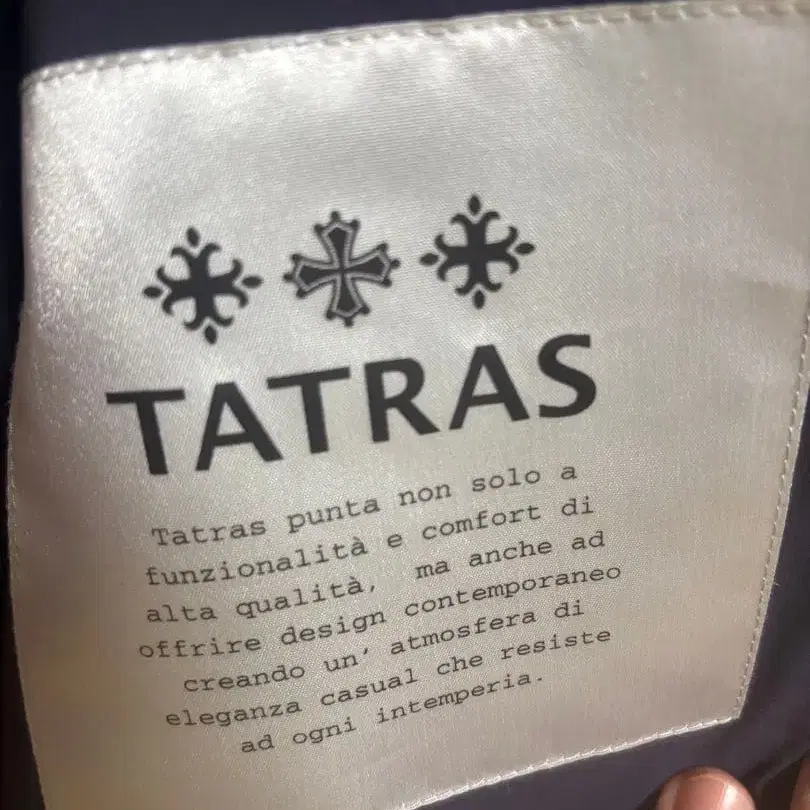 TATRAS
Tatras punta non solo a
funzionalità e comfort di
alta qualità, ma anche ad
offrire design contemporaneo
creando un' atmosfera di
eleganza casual che resiste
ad ogni intemperia.